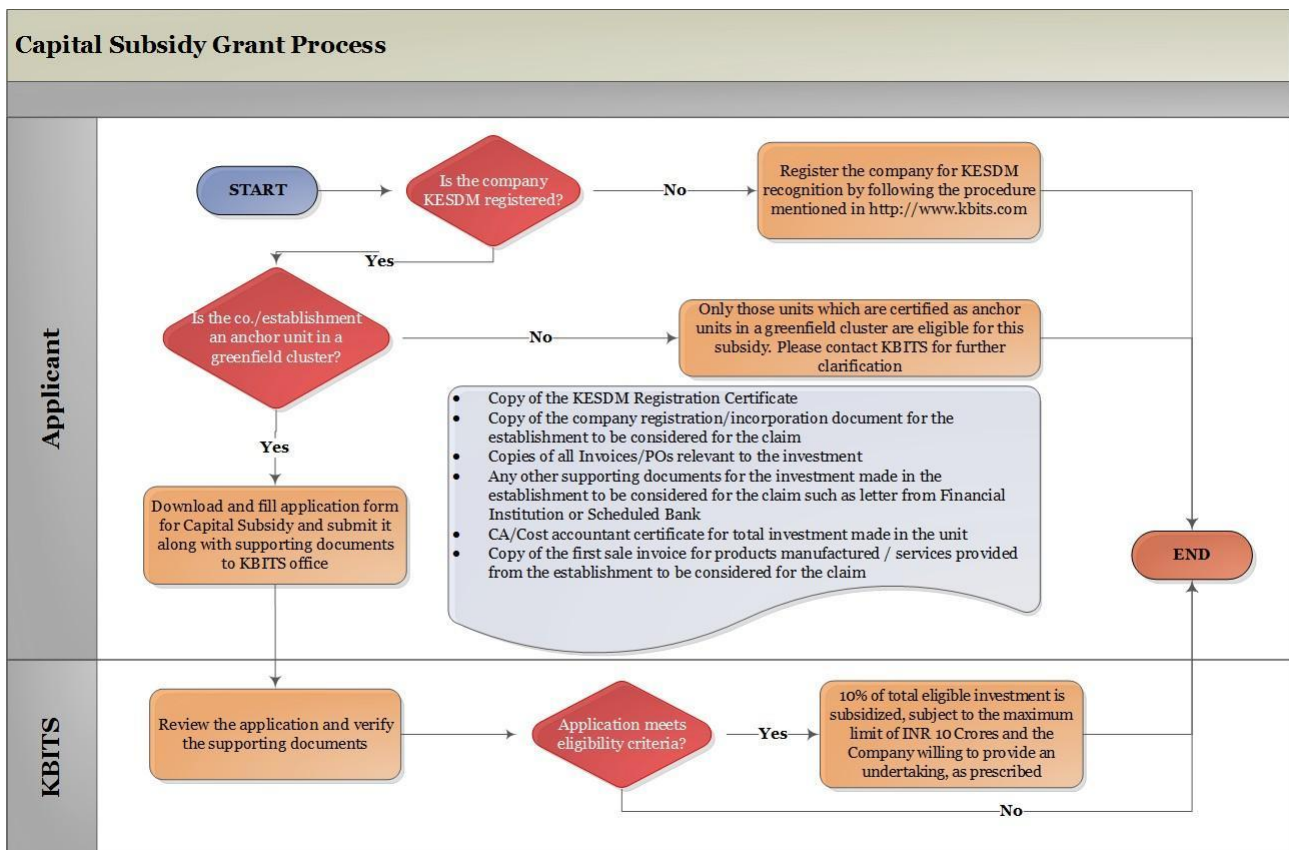 Capital Subsidy Grant Process
Applicant
START
Is the company
KESDM registered?
No
Register the company for KESDM
recognition by following the procedure
mentioned in http://www.kbits.com
Yes
Is the co./establishment
an anchor unit in a
greenfield cluster?
No
Only those units which are certified as anchor
units in a greenfield cluster are eligible for this
subsidy. Please contact KBITS for further
clarification
Yes
• Copy of the KESDM Registration Certificate
• Copy of the company registration/incorporation document for the
establishment to be considered for the claim
• Copies of all Invoices/POs relevant to the investment
• Any other supporting documents for the investment made in the
establishment to be considered for the claim such as letter from Financial
Institution or Scheduled Bank
• CA/Cost accountant certificate for total investment made in the unit
• Copy of the first sale invoice for products manufactured / services provided
from the establishment to be considered for the claim
Download and fill application form
for Capital Subsidy and submit it
along with supporting documents
to KBITS office
END
KBITS
Review the application and verify
the supporting documents
Application meets
eligibility criteria?
Yes
10% of total eligible investment is
subsidized, subject to the maximum
limit of INR 10 Crores and the
Company willing to provide an
undertaking, as prescribed
No